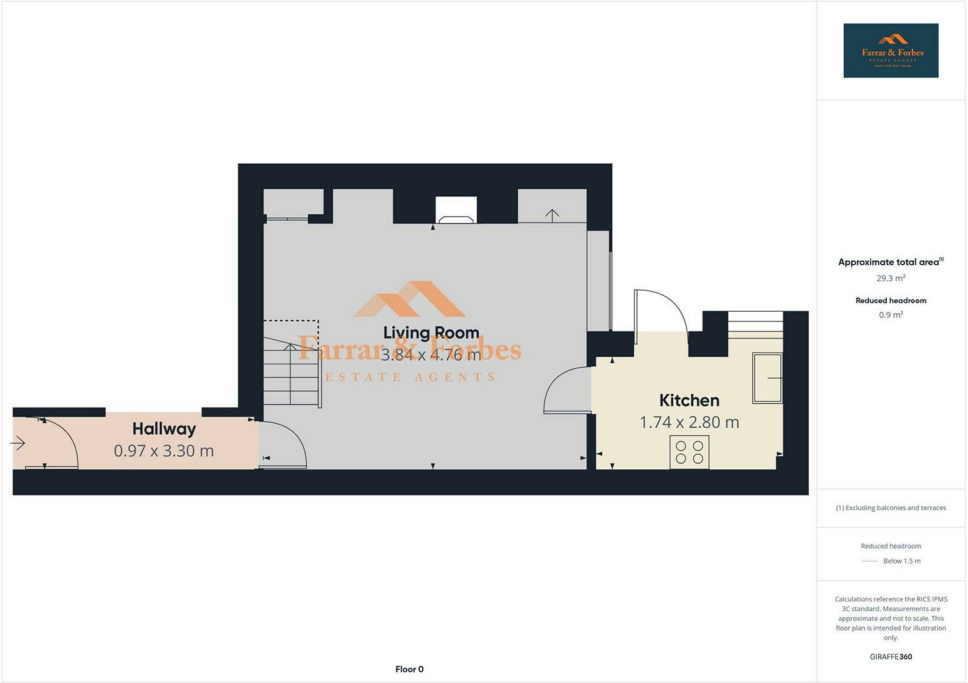 Farrar & Forbes
ESTATE AGENTS
Approximate total area(1)
29.3 m²
Reduced headroom
0.9 m²
Living Room
3.84 x 4.76 m
Farrar & Forbes
ESTATE AGENTS
Kitchen
1.74 x 2.80 m
Hallway
0.97 x 3.30 m
(1) Excluding balconies and terraces
Reduced headroom
Below 1.5 m
Calculations reference the RICS IPMS
3C standard. Measurements are
approximate and not to scale. This
floor plan is intended for illustration
only.
GIRAFFE360
Floor 0